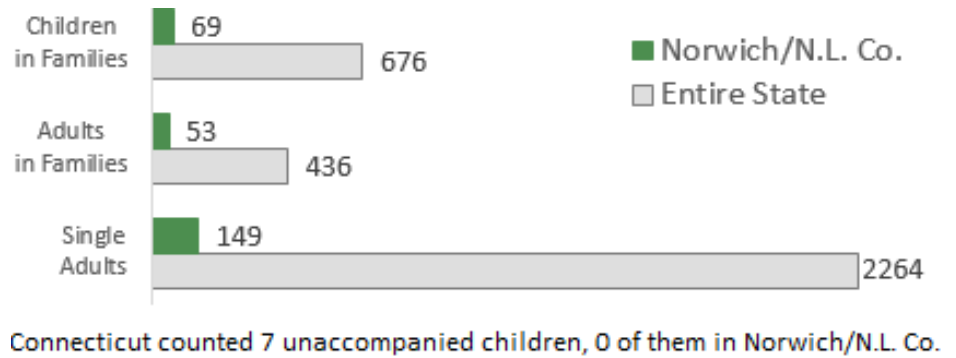 Children
in Families
69
676
Norwich/N.L. Co.
Entire State
Adults
in Families
53
436
Single
Adults
149
2264
Connecticut counted 7 unaccompanied children, 0 of them in Norwich/N.L. Co.